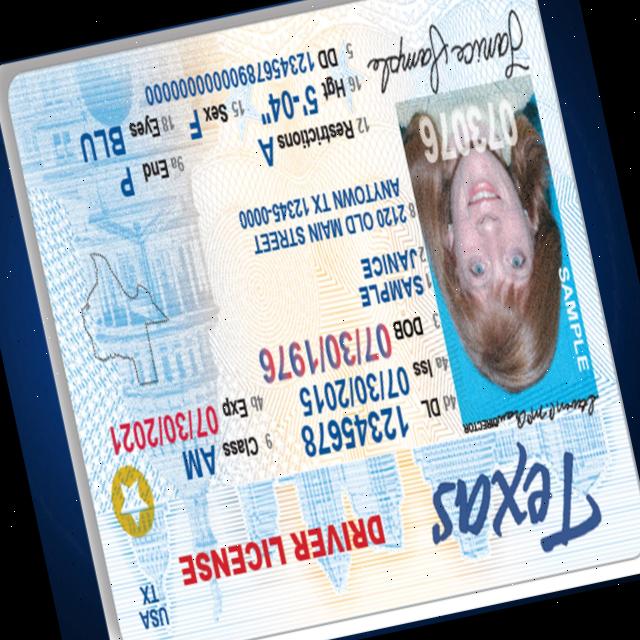 Texas
USA
TX
DRIVER LICENSE
DIRECTOR
4d DL 12345678
9 Class AM
4a Iss 07/30/2015
4b Exp 07/30/2021
3 DOB 07/30/1976
1 SAMPLE
2 JANICE
8 2120 OLD MAIN STREET
ANYTOWN TX 12345-0000
12 Restrictions A
9a End P
16 Hgt 5'-04"
15 Sex F
18 Eyes BLU
5 DD 12345678900000000000
SAMPLE
073076
Janice Sample